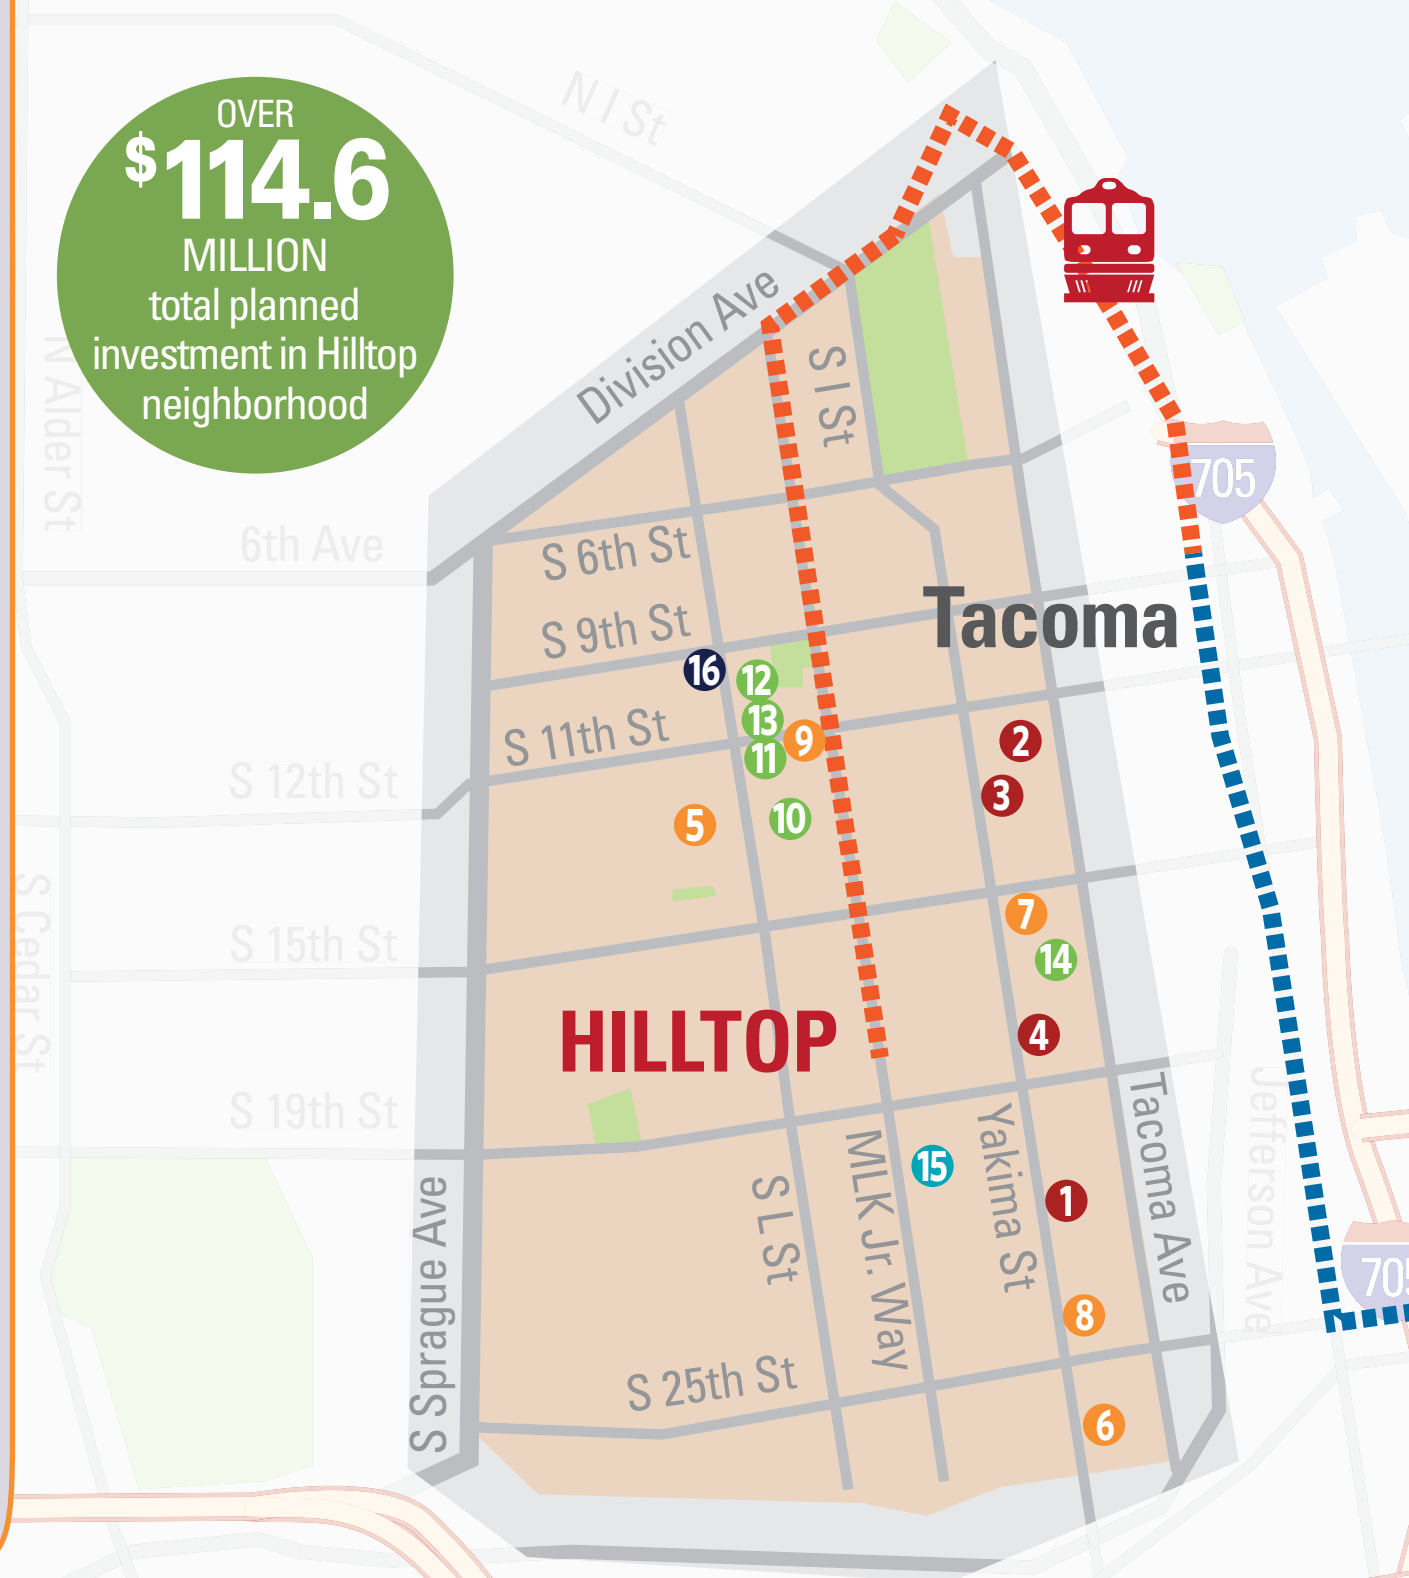 OVER
$114.6
MILLION
total planned
investment in Hilltop
neighborhood
N I St
Division Ave
S I St
N Alder St
705
6th Ave
S 6th St
Tacoma
S 9th St
16
12
13
S 11th St
9
2
11
S 12th St
3
5
10
S Cedar St
7
S 15th St
14
HILLTOP
4
S 19th St
Jefferson Ave
Tacoma Ave
Yakima St
MLK Jr. Way
15
S L St
S Sprague Ave
1
705
8
S 25th St
6